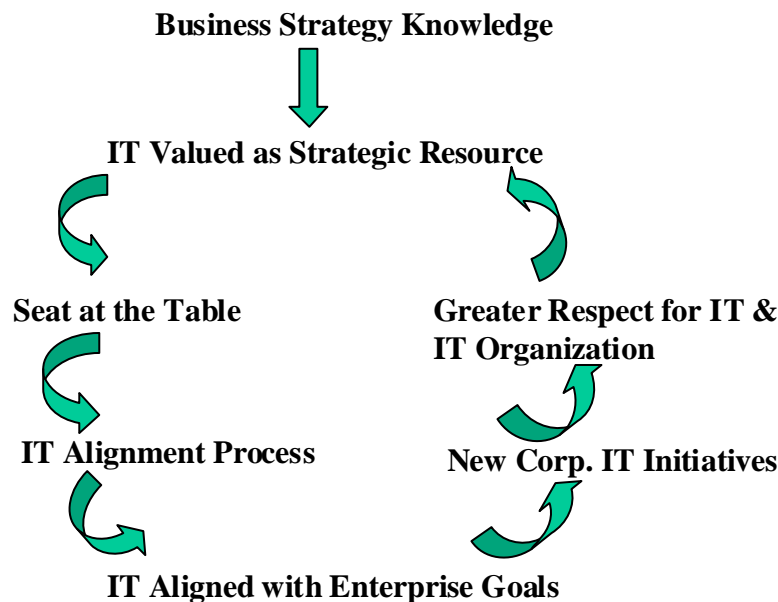 Business Strategy Knowledge
IT Valued as Strategic Resource
Seat at the Table
Greater Respect for IT &
IT Organization
IT Alignment Process
New Corp. IT Initiatives
IT Aligned with Enterprise Goals